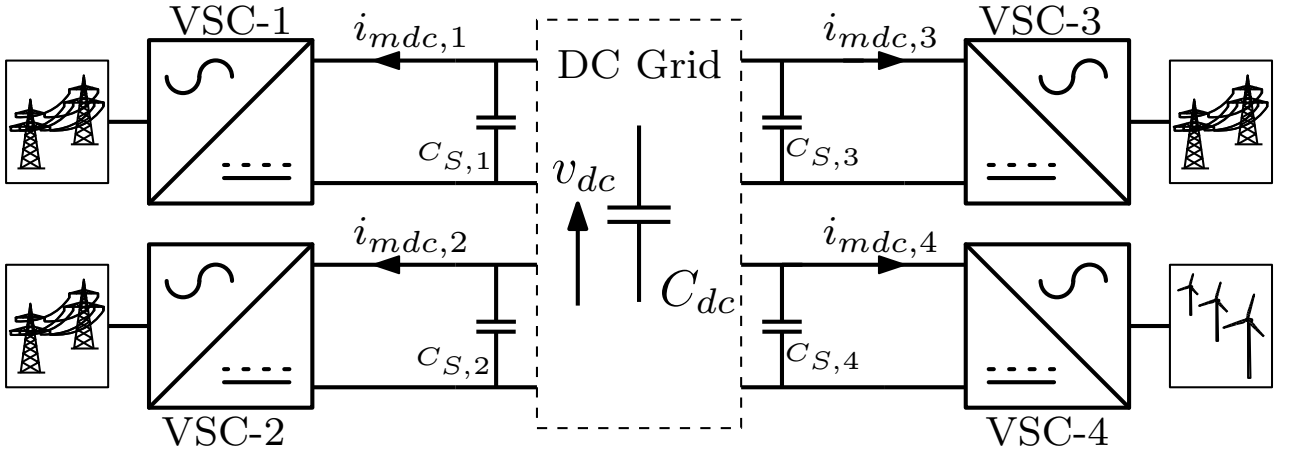 VSC-1
i_{mdc,1}
C_{S,1}
VSC-2
i_{mdc,2}
C_{S,2}
DC Grid
v_{dc}
C_{dc}
VSC-3
i_{mdc,3}
C_{S,3}
VSC-4
i_{mdc,4}
C_{S,4}